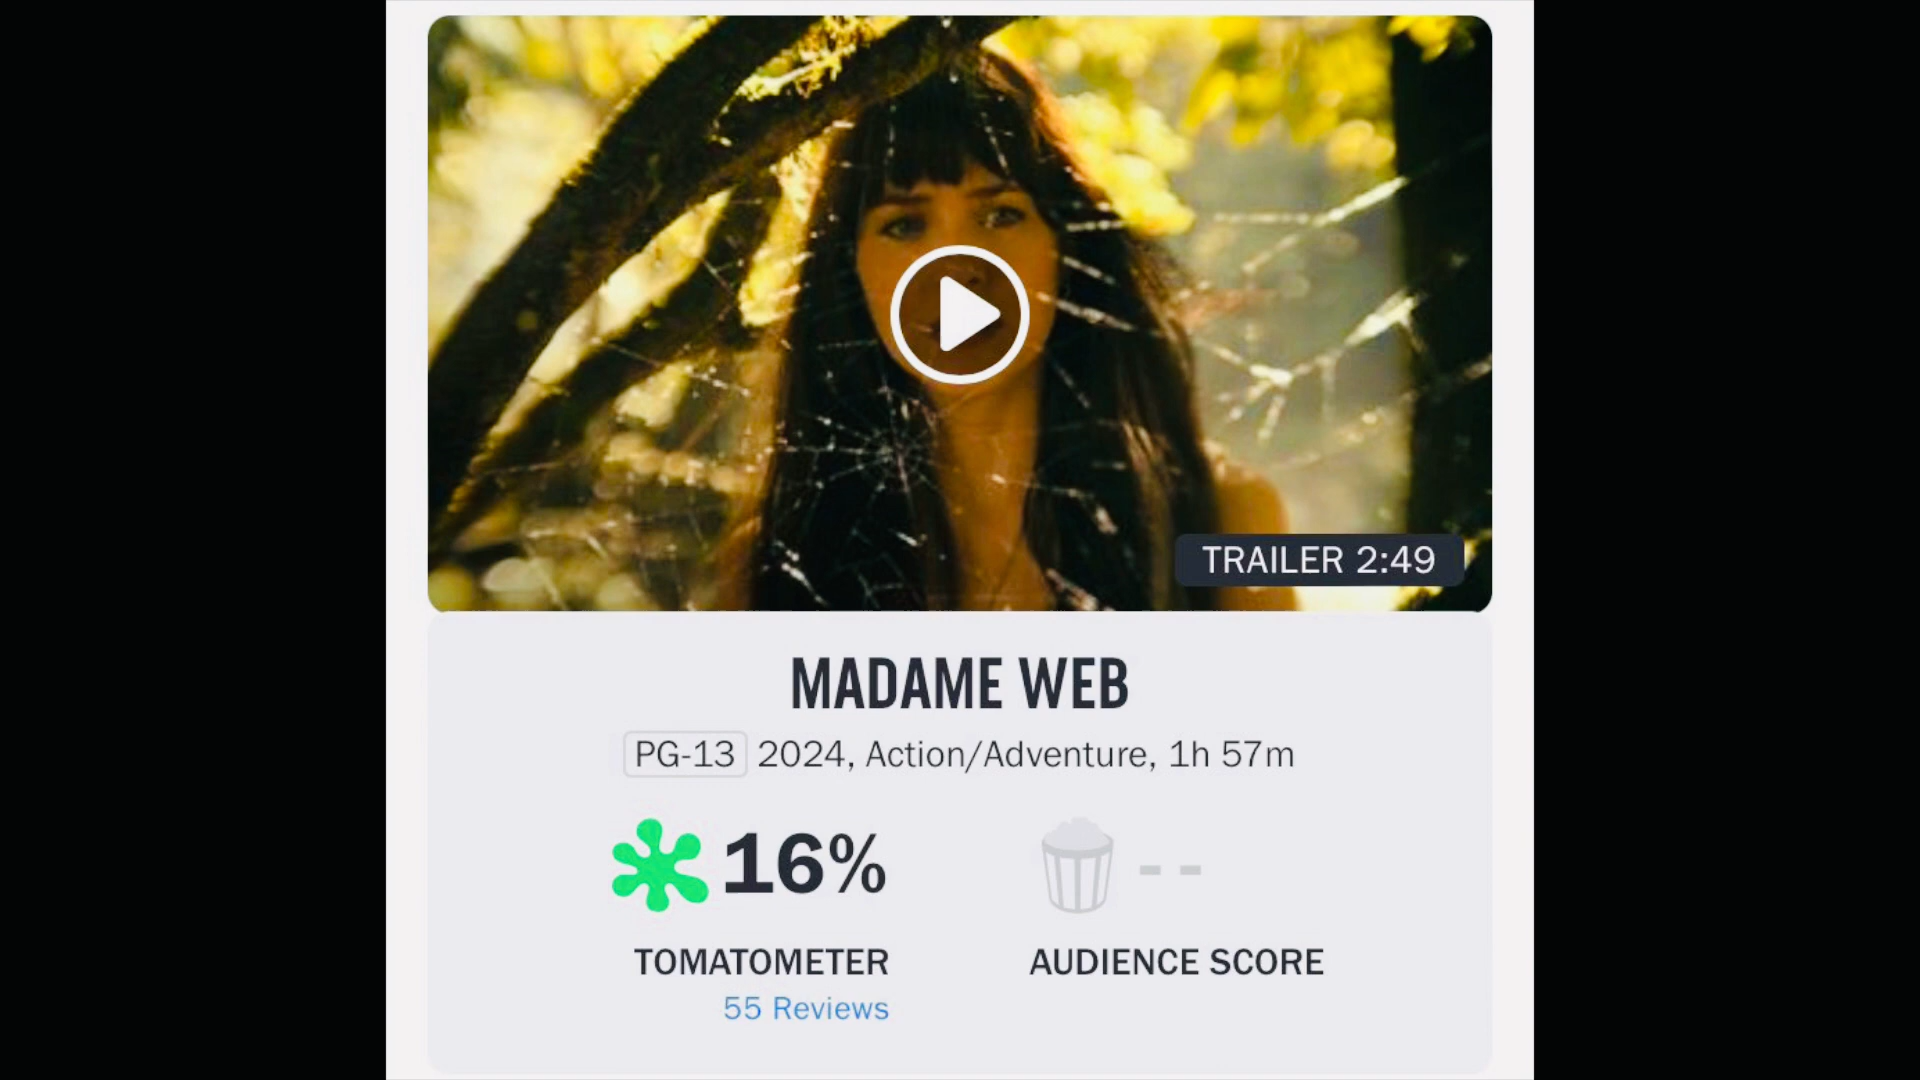 TRAILER 2:49
MADAME WEB
PG-13 2024, Action/Adventure, 1h 57m
16% - -
TOMATOMETER AUDIENCE SCORE
55 Reviews